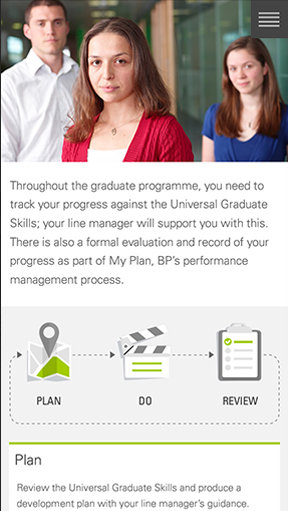 Throughout the graduate programme, you need to
track your progress against the Universal Graduate
Skills; your line manager will support you with this.
There is also a formal evaluation and record of your
progress as part of My Plan, BP's performance
management process.
PLAN DO REVIEW
Plan
Review the Universal Graduate Skills and produce a
development plan with your line manager's guidance.